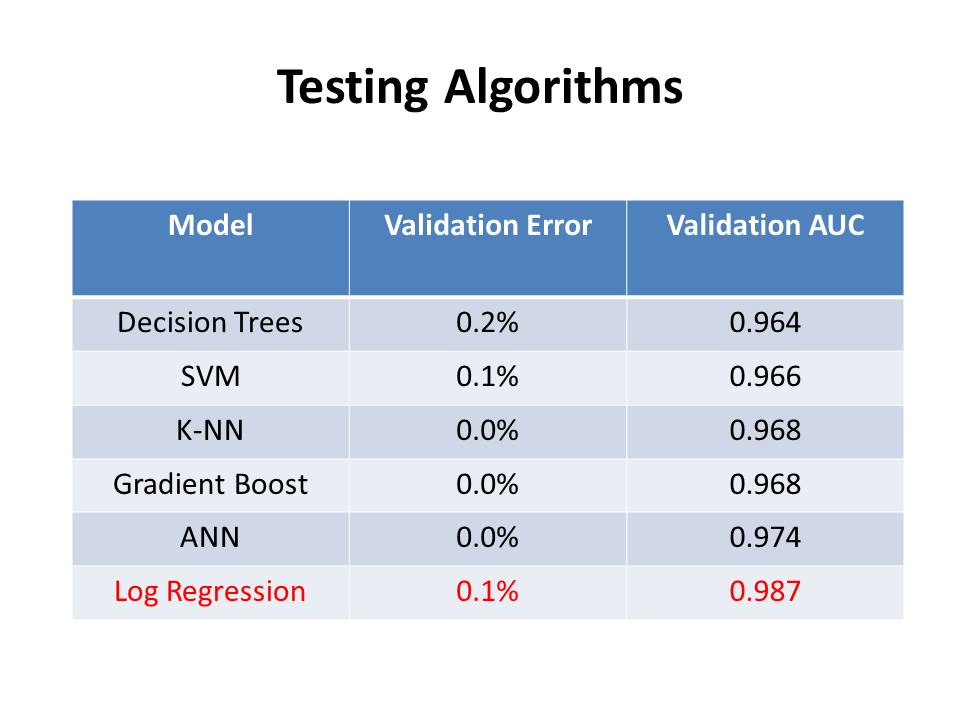 Testing Algorithms
Model Validation Error Validation AUC
Decision Trees 0.2% 0.964
SVM 0.1% 0.966
K-NN 0.0% 0.968
Gradient Boost 0.0% 0.968
ANN 0.0% 0.974
Log Regression 0.1% 0.987